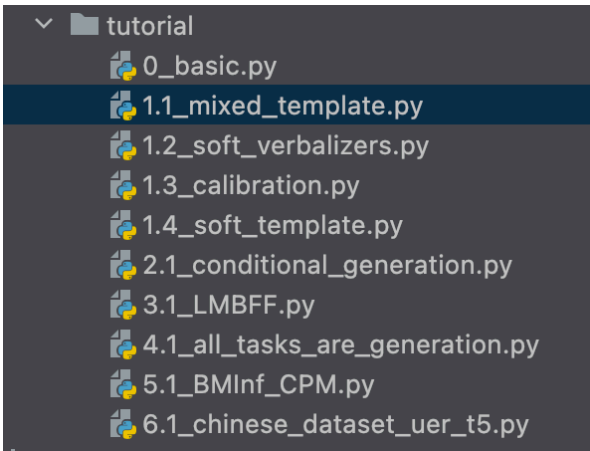 tutorial
0_basic.py
1.1_mixed_template.py
1.2_soft_verbalizers.py
1.3_calibration.py
1.4_soft_template.py
2.1_conditional_generation.py
3.1_LMBFF.py
4.1_all_tasks_are_generation.py
5.1_BMInf_CPM.py
6.1_chinese_dataset_uer_t5.py